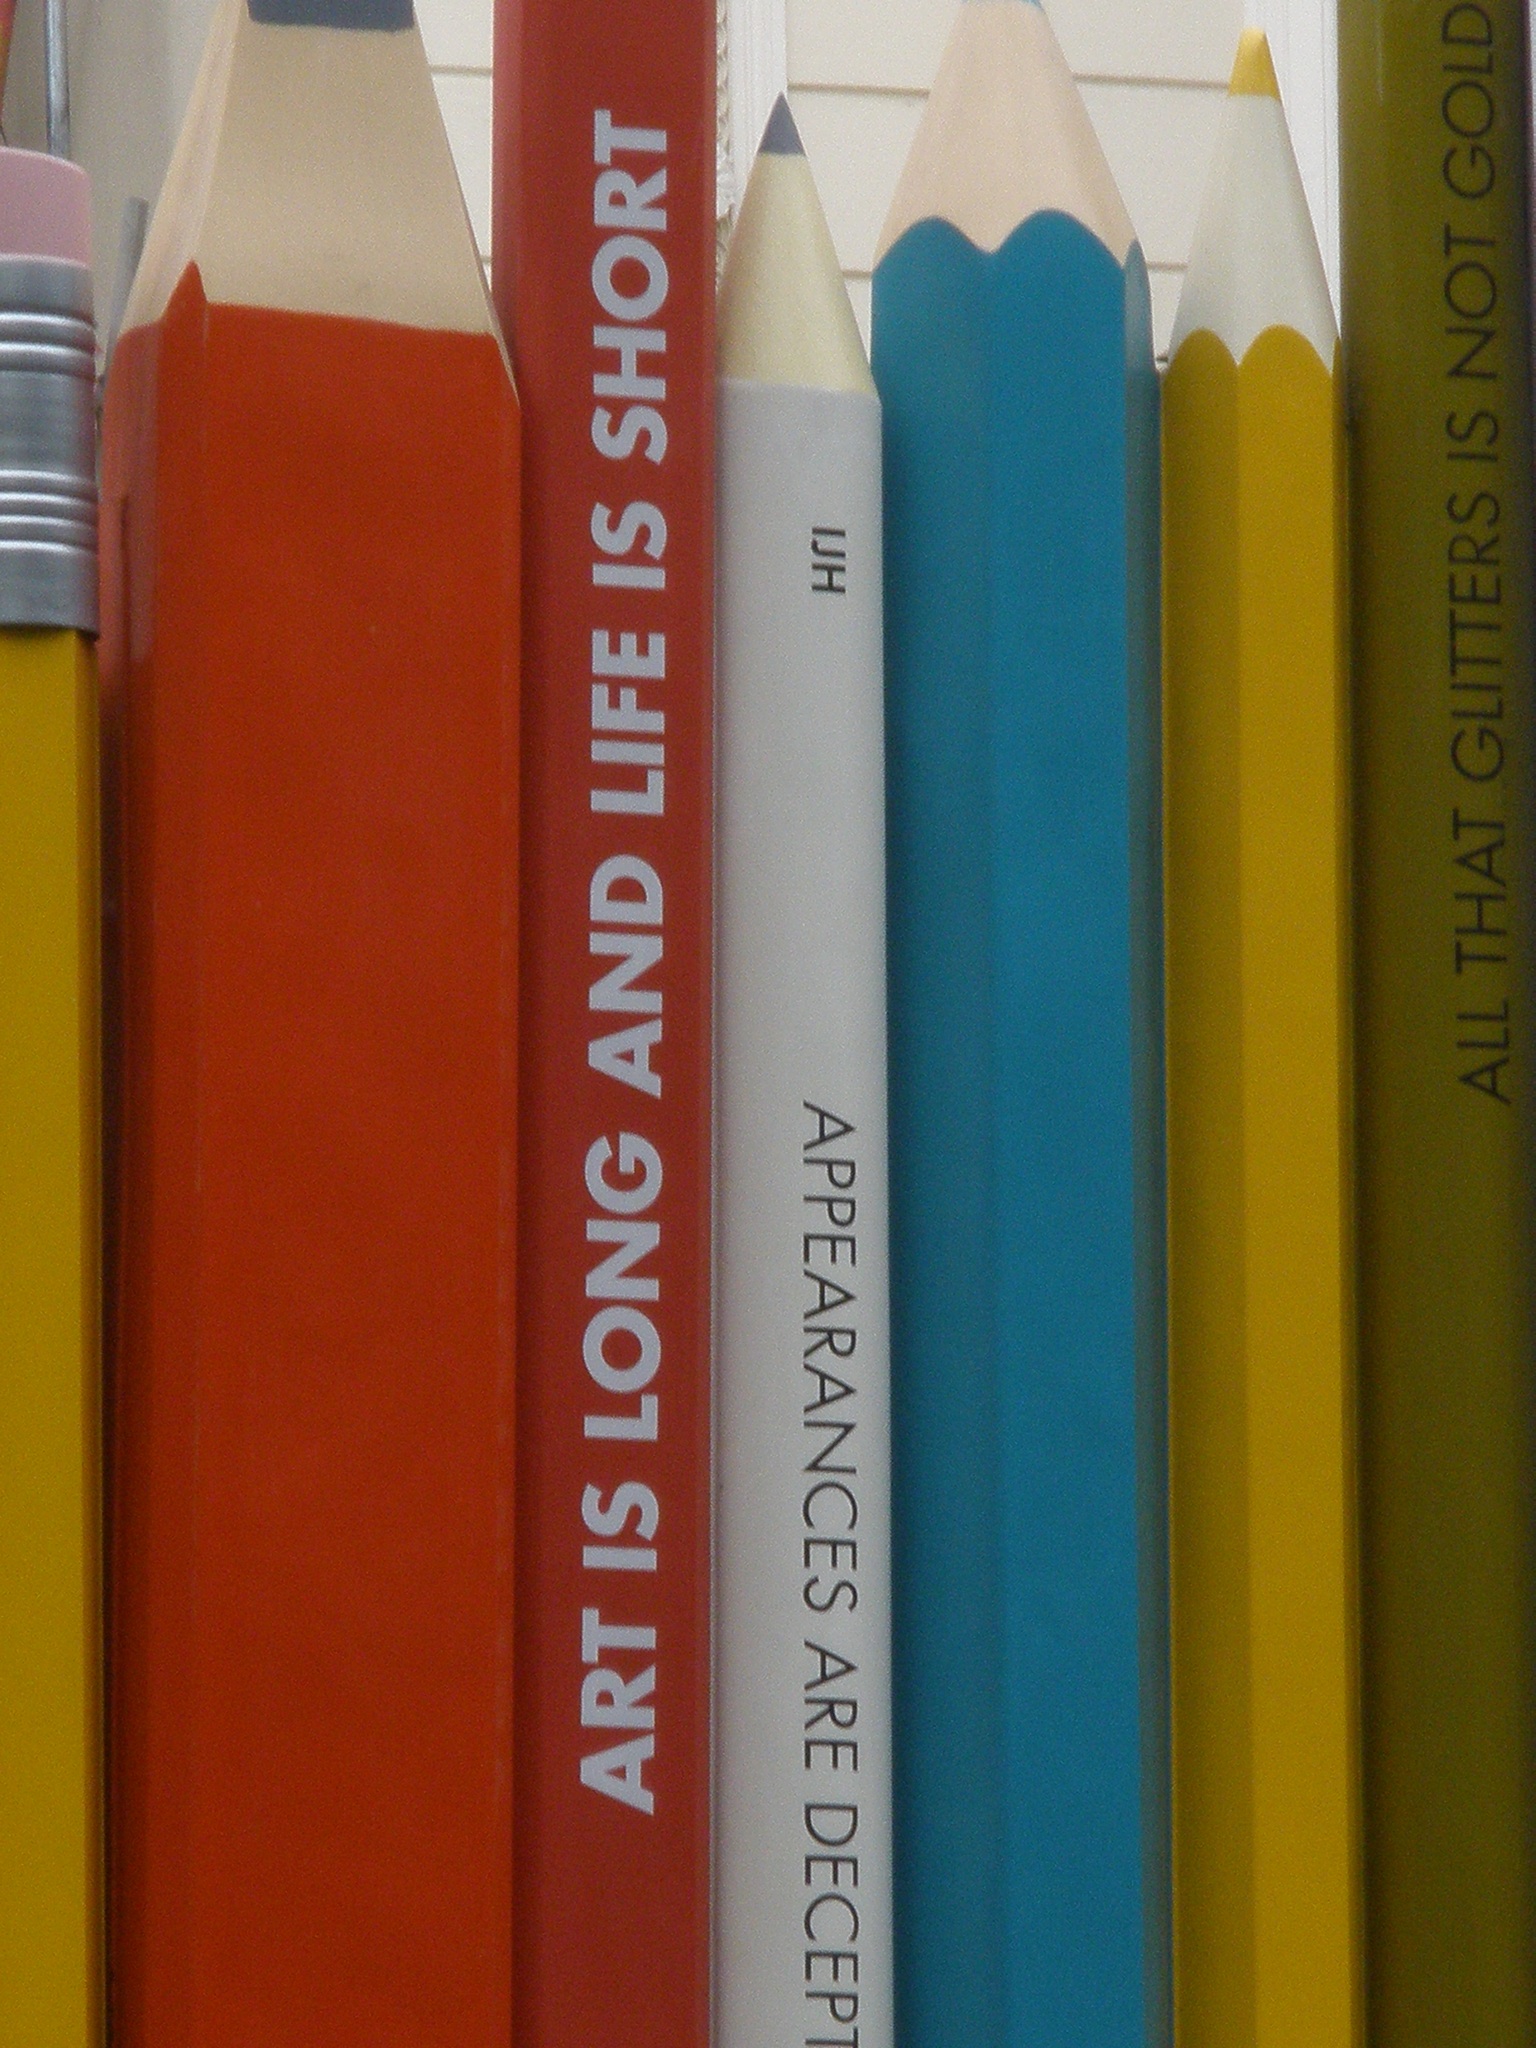 ART IS LONG AND LIFE IS SHORT
IJH
APPEARANCES ARE DECEPT
ALL THAT GLITTERS IS NOT GOLD